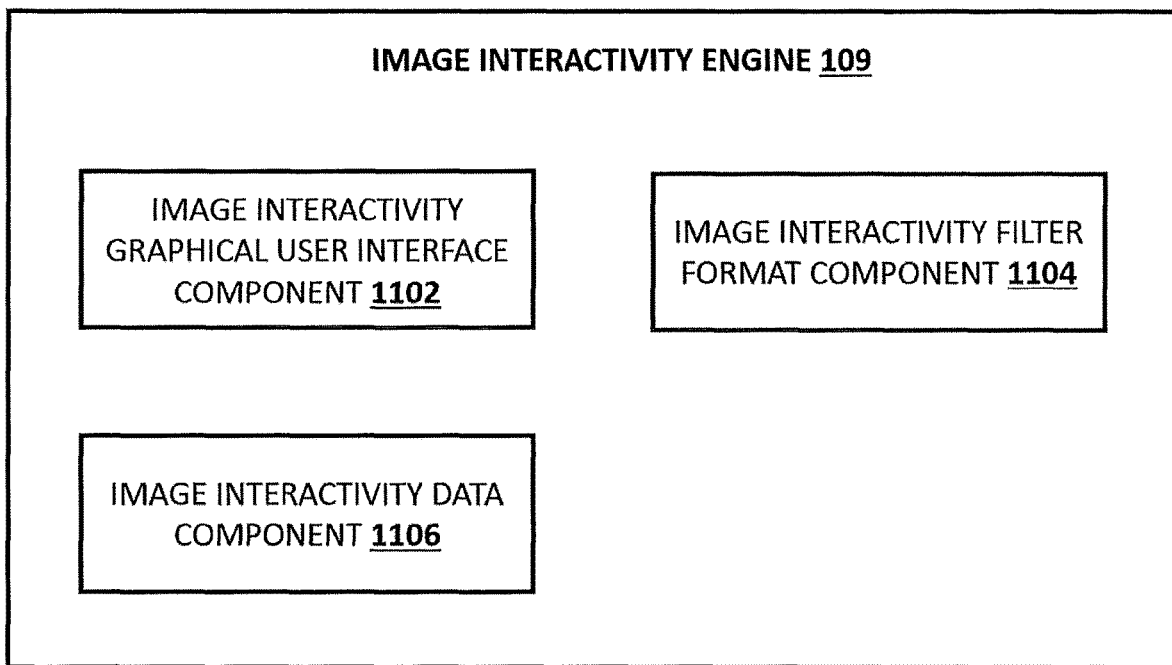 IMAGE INTERACTIVITY ENGINE 109
IMAGE INTERACTIVITY
GRAPHICAL USER INTERFACE
COMPONENT 1102
IMAGE INTERACTIVITY FILTER
FORMAT COMPONENT 1104
IMAGE INTERACTIVITY DATA
COMPONENT 1106